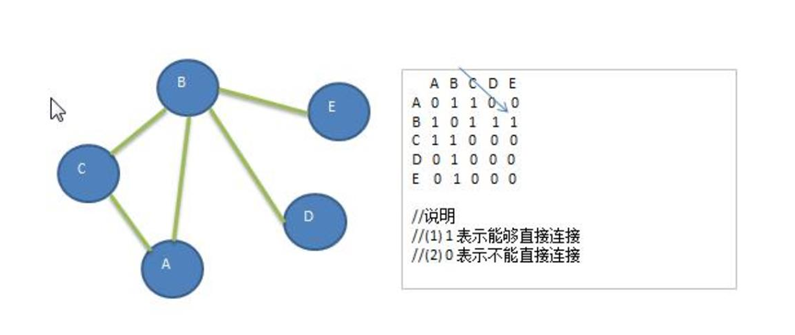 B
E
C
D
A
A B C D E
A 0 1 1 0 0
B 1 0 1 1 1
C 1 1 0 0 0
D 0 1 0 0 0
E 0 1 0 0 0
//说明
//(1) 1 表示能够直接连接
//(2) 0 表示不能直接连接